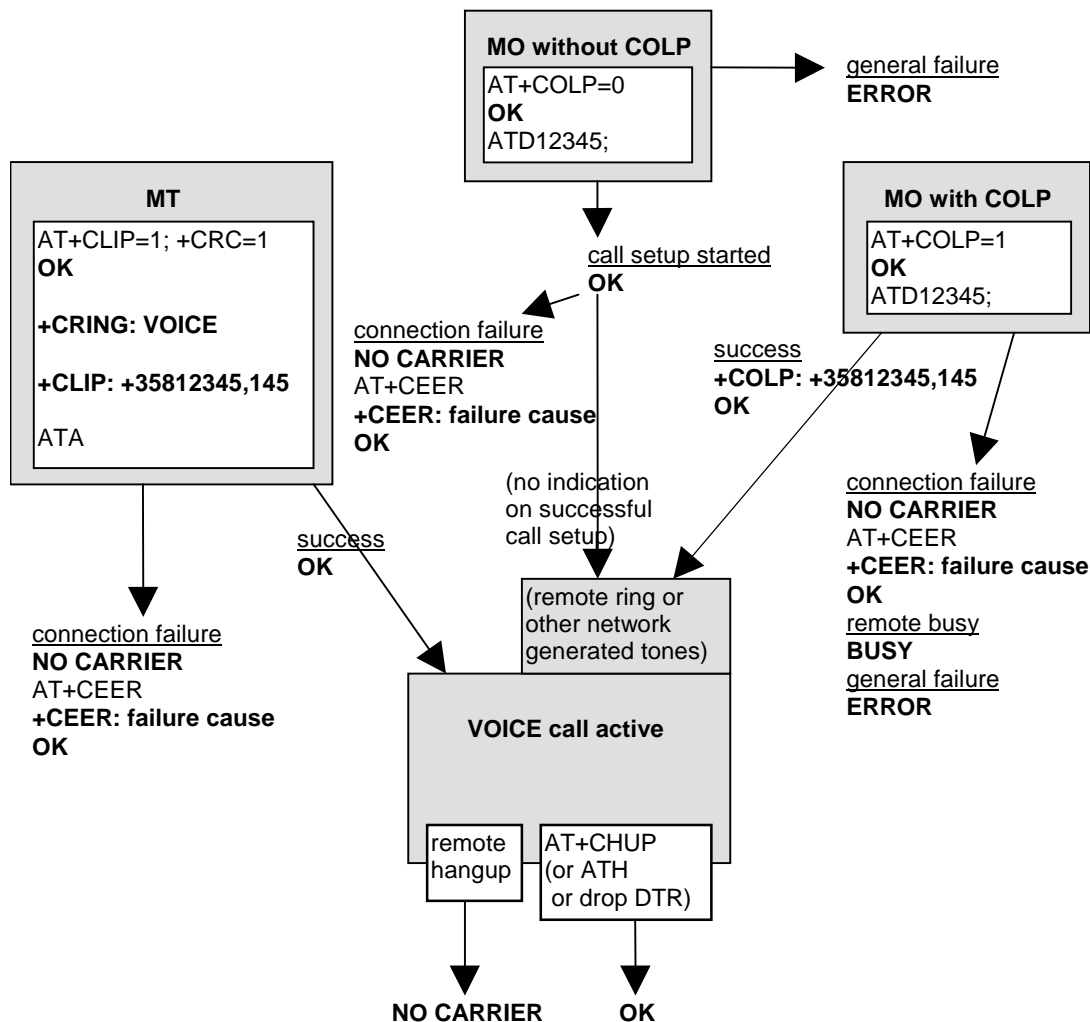 MO without COLP
AT+COLP=0
OK
ATD12345;
general failure
ERROR
MT
AT+CLIP=1; +CRC=1
OK
+CRING: VOICE
+CLIP: +35812345,145
ATA
MO with COLP
AT+COLP=1
OK
ATD12345;
call setup started
OK
connection failure
NO CARRIER
AT+CEER
+CEER: failure cause
OK
success
+COLP: +35812345,145
OK
(no indication
on successful
call setup)
success
OK
connection failure
NO CARRIER
AT+CEER
+CEER: failure cause
OK
remote busy
BUSY
general failure
ERROR
connection failure
NO CARRIER
AT+CEER
+CEER: failure cause
OK
(remote ring or
other network
generated tones)
VOICE call active
remote
hangup
AT+CHUP
(or ATH
or drop DTR)
NO CARRIER
OK